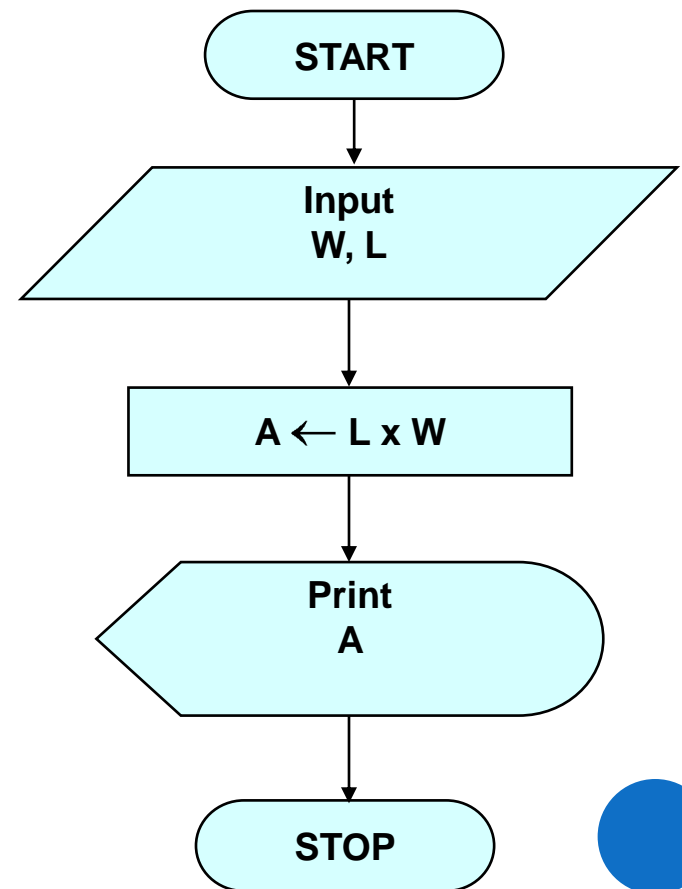 START
Input
W, L
A ← L x W
Print
A
STOP